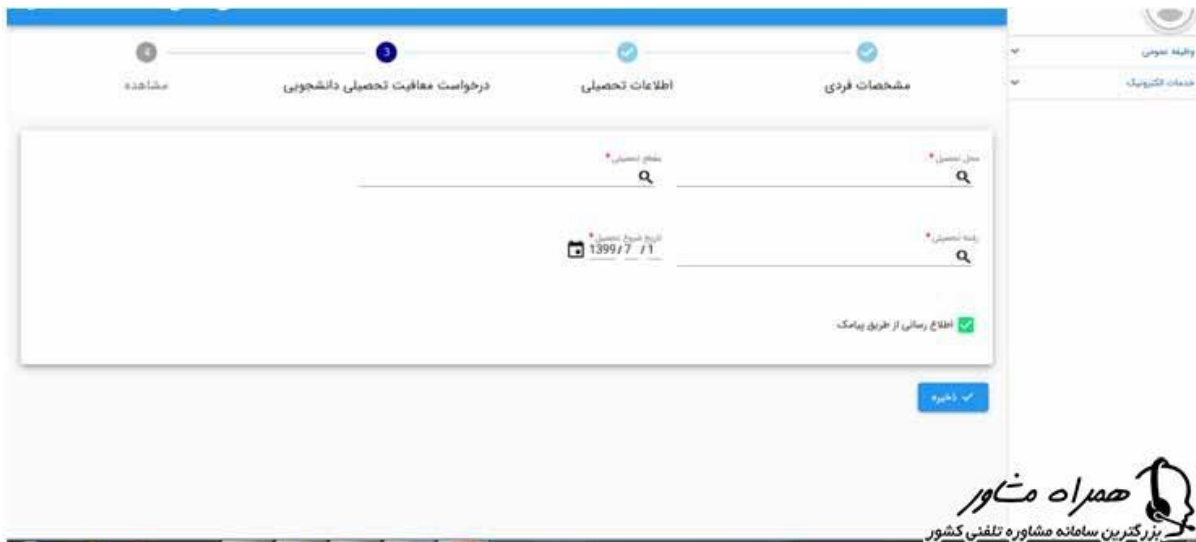 وظیفه عمومی
خدمات الکترونیک
مشخصات فردی
اطلاعات تحصیلی
3
درخواست معافیت تحصیلی دانشجویی
4
مشاهده
محل تحصیل *
مقطع تحصیلی *
رشته تحصیلی *
تاریخ شروع تحصیل *
1399/7 /1
اطلاع رسانی از طریق پیامک
ذخیره
همراه مشاور
بزرگترین سامانه مشاوره تلفنی کشور